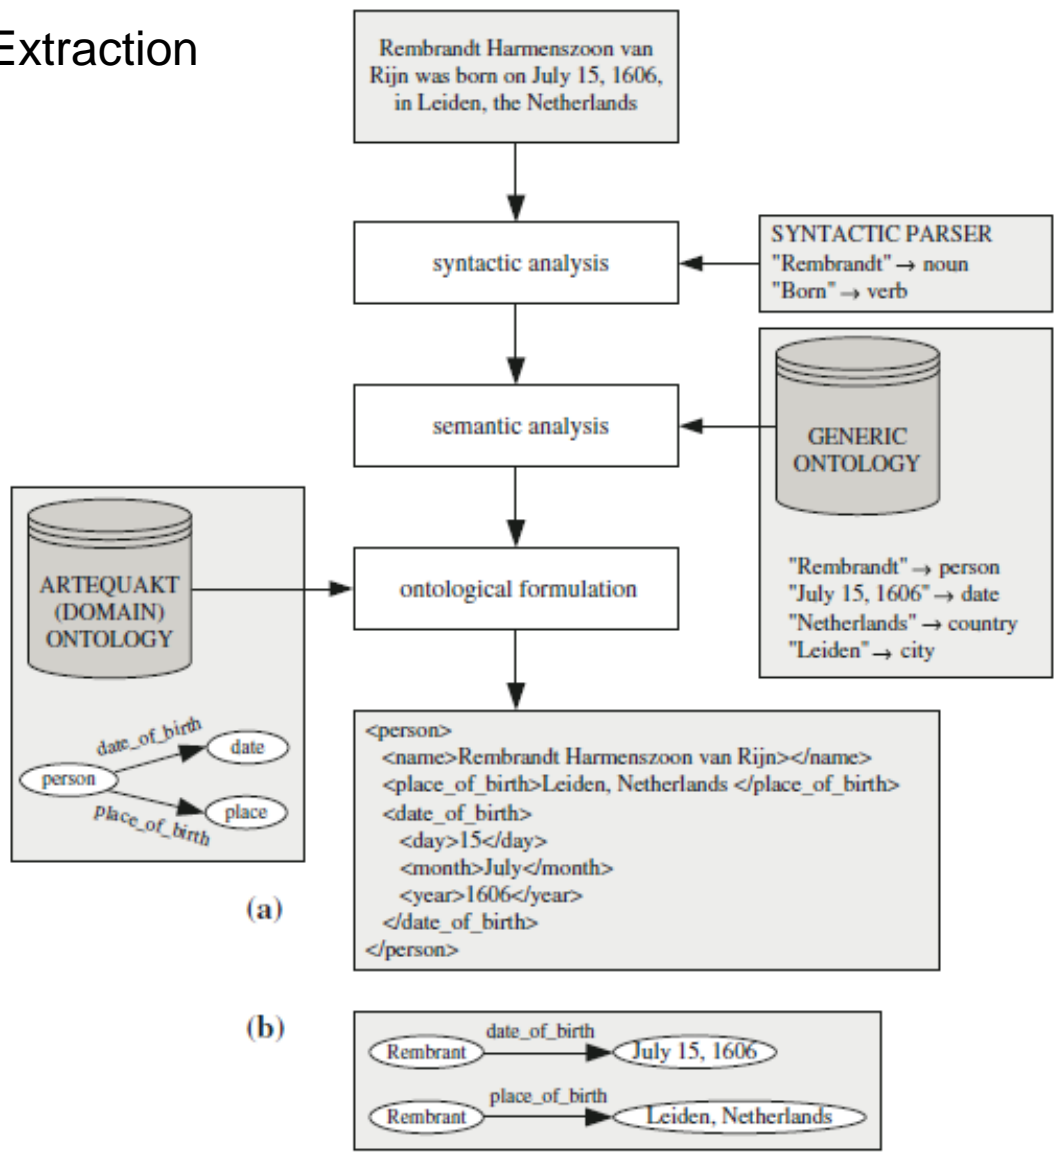 Extraction
Rembrandt Harmenszoon van
Rijn was born on July 15, 1606,
in Leiden, the Netherlands
syntactic analysis
SYNTACTIC PARSER
"Rembrandt" → noun
"Born" → verb
semantic analysis
GENERIC
ONTOLOGY
"Rembrandt" → person
"July 15, 1606" → date
"Netherlands" → country
"Leiden" → city
ARTEQUAKT
(DOMAIN)
ONTOLOGY
ontological formulation
date_of_birth
date
person
place_of_birth
place
<person>
<name>Rembrandt Harmenszoon van Rijn></name>
<place_of_birth>Leiden, Netherlands </place_of_birth>
<date_of_birth>
<day>15</day>
<month>July</month>
<year>1606</year>
</date_of_birth>
</person>
(a)
(b)
date_of_birth
Rembrant
July 15, 1606
place_of_birth
Rembrant
Leiden, Netherlands